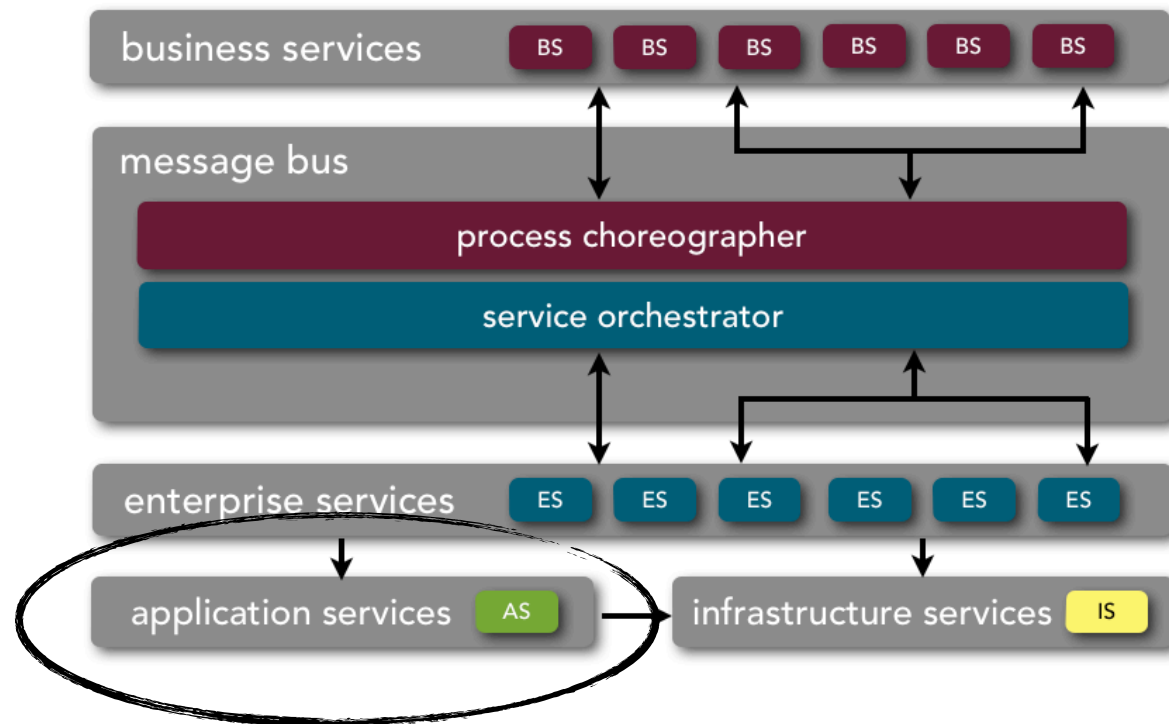 business services BS BS BS BS BS BS
message bus
process choreographer
service orchestrator
enterprise services ES ES ES ES ES ES
application services AS infrastructure services IS